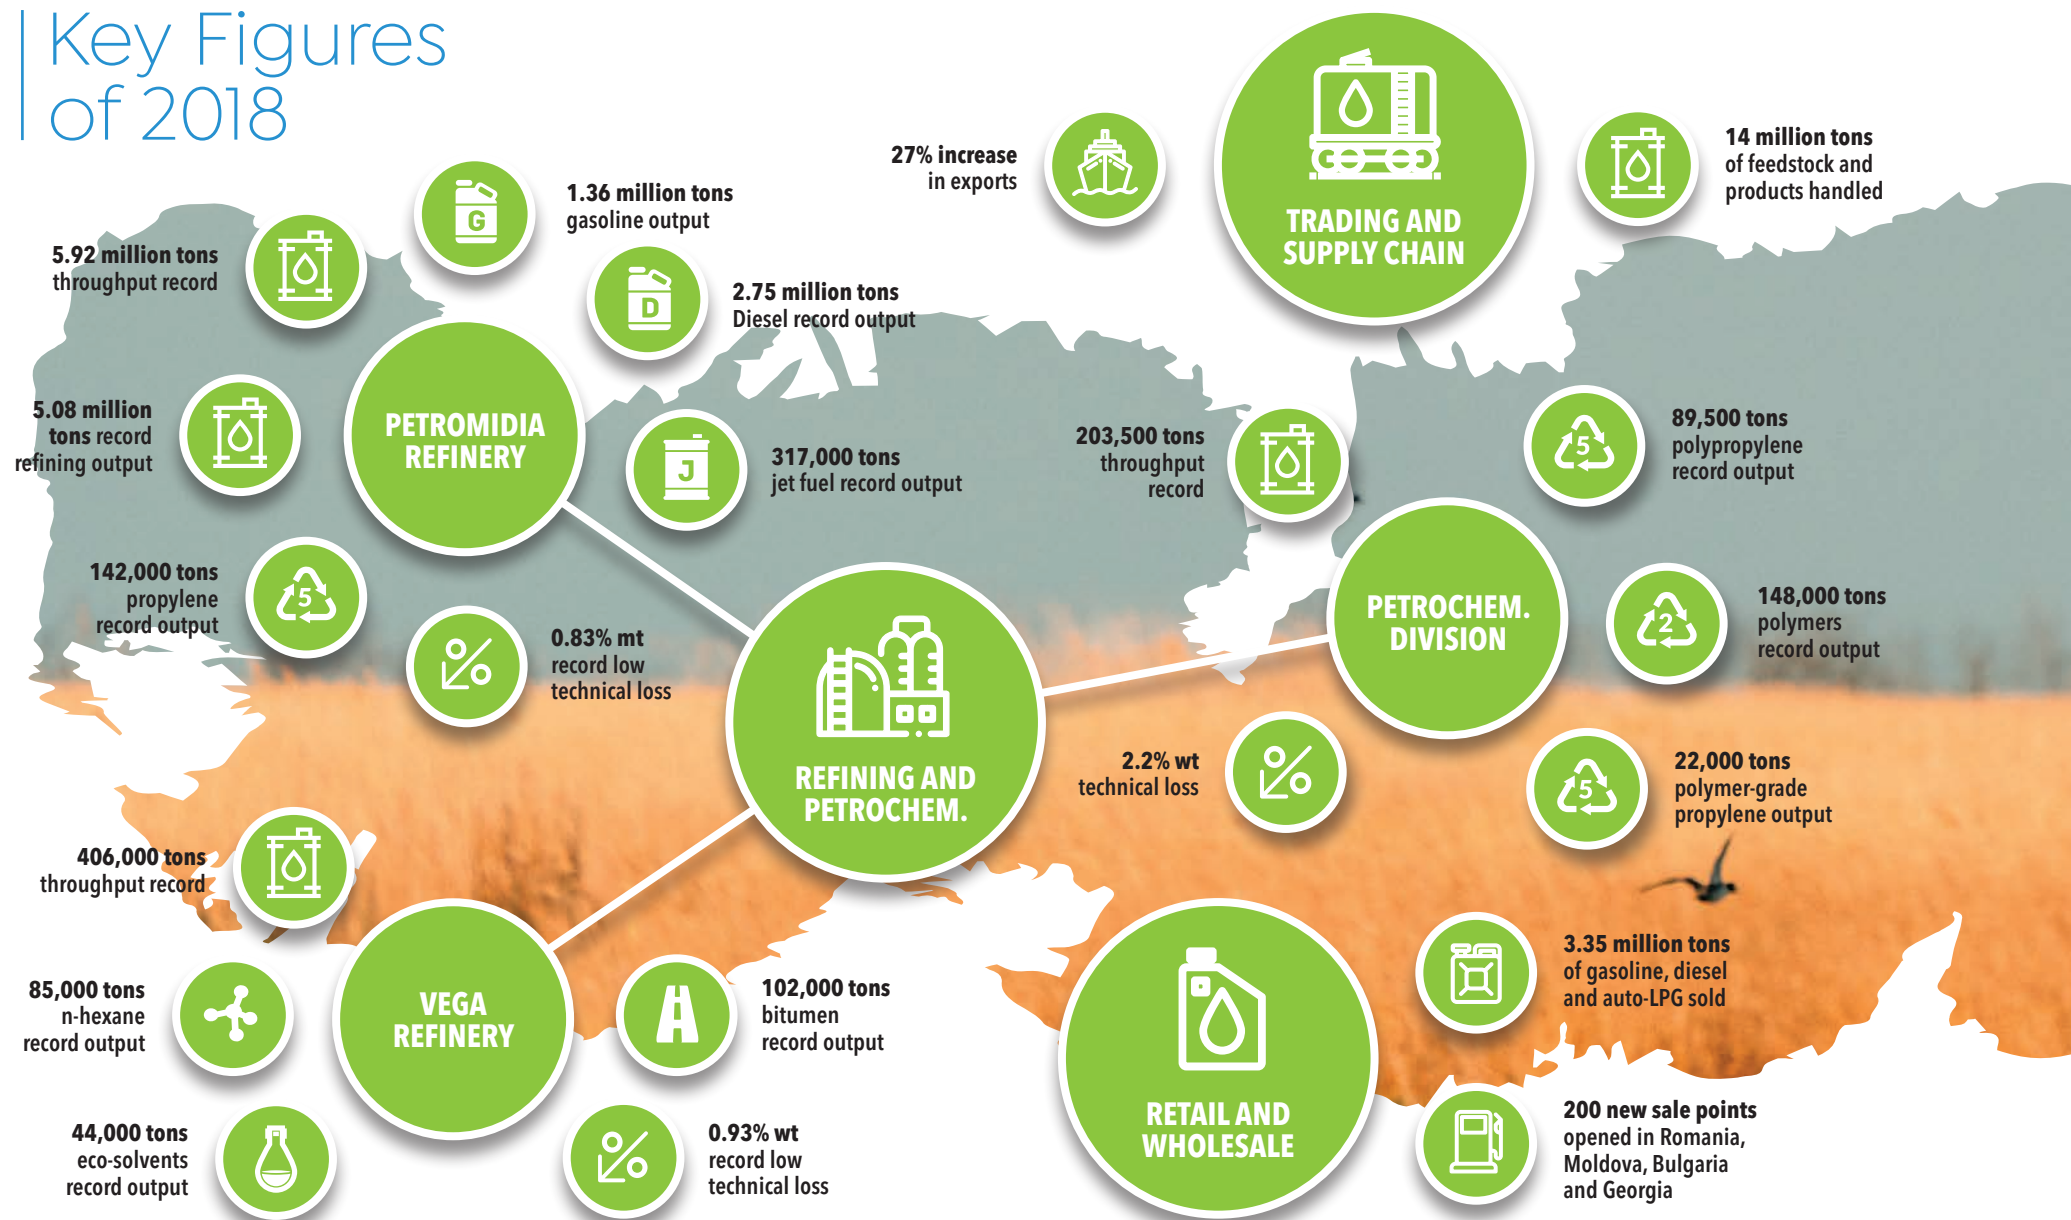 Key Figures
of 2018
27% increase
in exports
TRADING AND
SUPPLY CHAIN
14 million tons
of feedstock and
products handled
G
1.36 million tons
gasoline output
5.92 million tons
throughput record
D
2.75 million tons
Diesel record output
5.08 million
tons record
refining output
PETROMIDIA
REFINERY
J
317,000 tons
jet fuel record output
142,000 tons
propylene
record output
5
0.83% mt
record low
technical loss
203,500 tons
throughput
record
5
89,500 tons
polypropylene
record output
PETROCHEM.
DIVISION
2
148,000 tons
polymers
record output
2.2% wt
technical loss
5
22,000 tons
polymer-grade
propylene output
REFINING AND
PETROCHEM.
406,000 tons
throughput record
85,000 tons
n-hexane
record output
VEGA
REFINERY
102,000 tons
bitumen
record output
44,000 tons
eco-solvents
record output
0.93% wt
record low
technical loss
RETAIL AND
WHOLESALE
3.35 million tons
of gasoline, diesel
and auto-LPG sold
200 new sale points
opened in Romania,
Moldova, Bulgaria
and Georgia